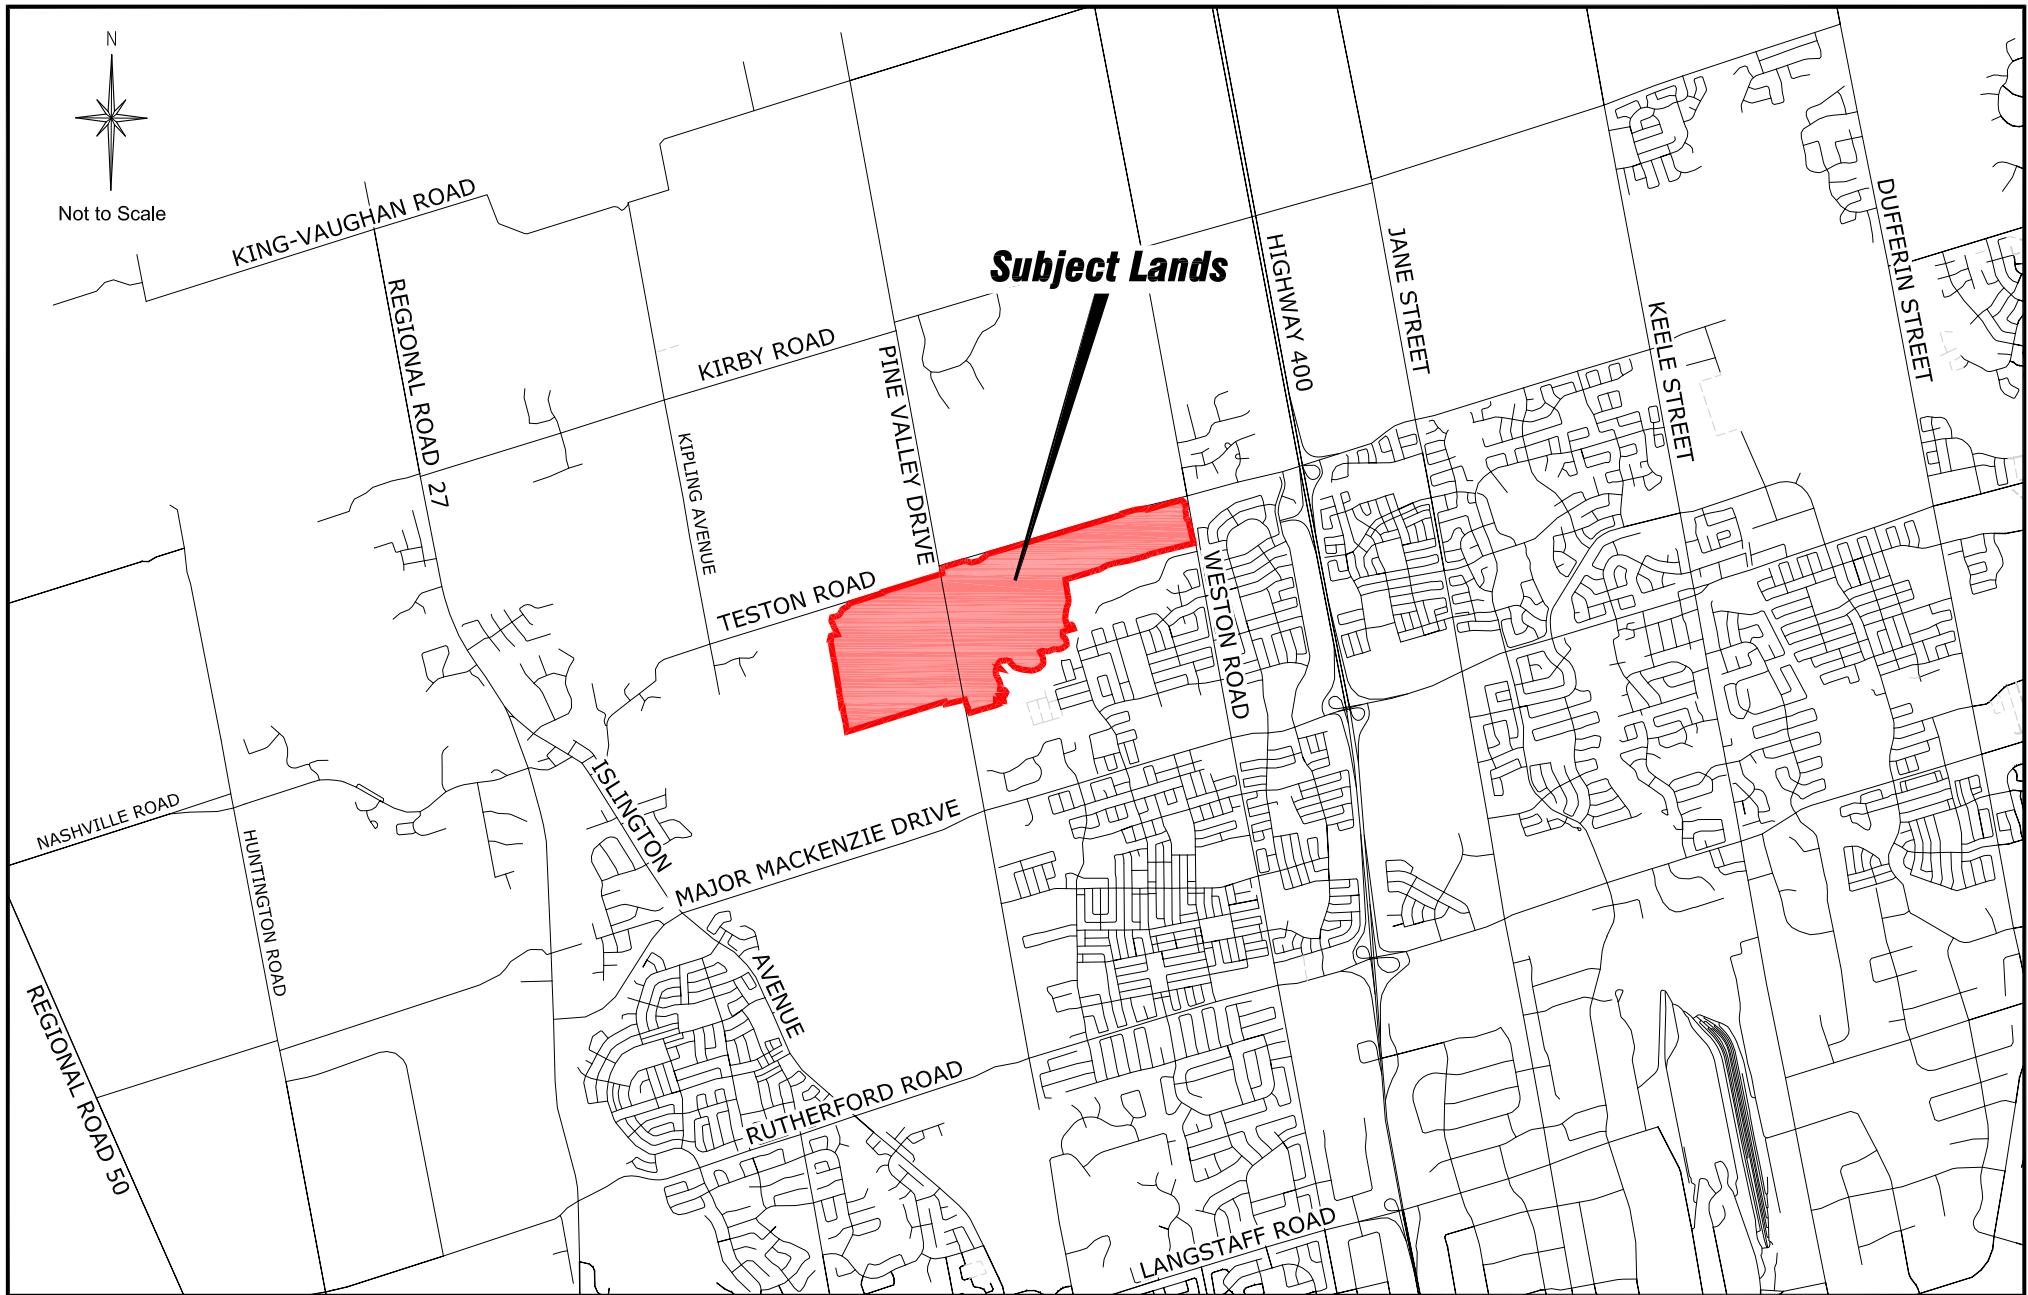 N
Not to Scale
KING-VAUGHAN ROAD
Subject Lands
REGIONAL ROAD 27
KIRBY ROAD
PINE VALLEY DRIVE
HIGHWAY 400
JANE STREET
KEELE STREET
DUFFERIN STREET
KIPLING AVENUE
TESTON ROAD
WESTON ROAD
NASHVILLE ROAD
HUNTINGTON ROAD
ISLINGTON
AVENUE
MAJOR MACKENZIE DRIVE
REGIONAL ROAD 50
RUTHERFORD ROAD
LANGSTAFF ROAD